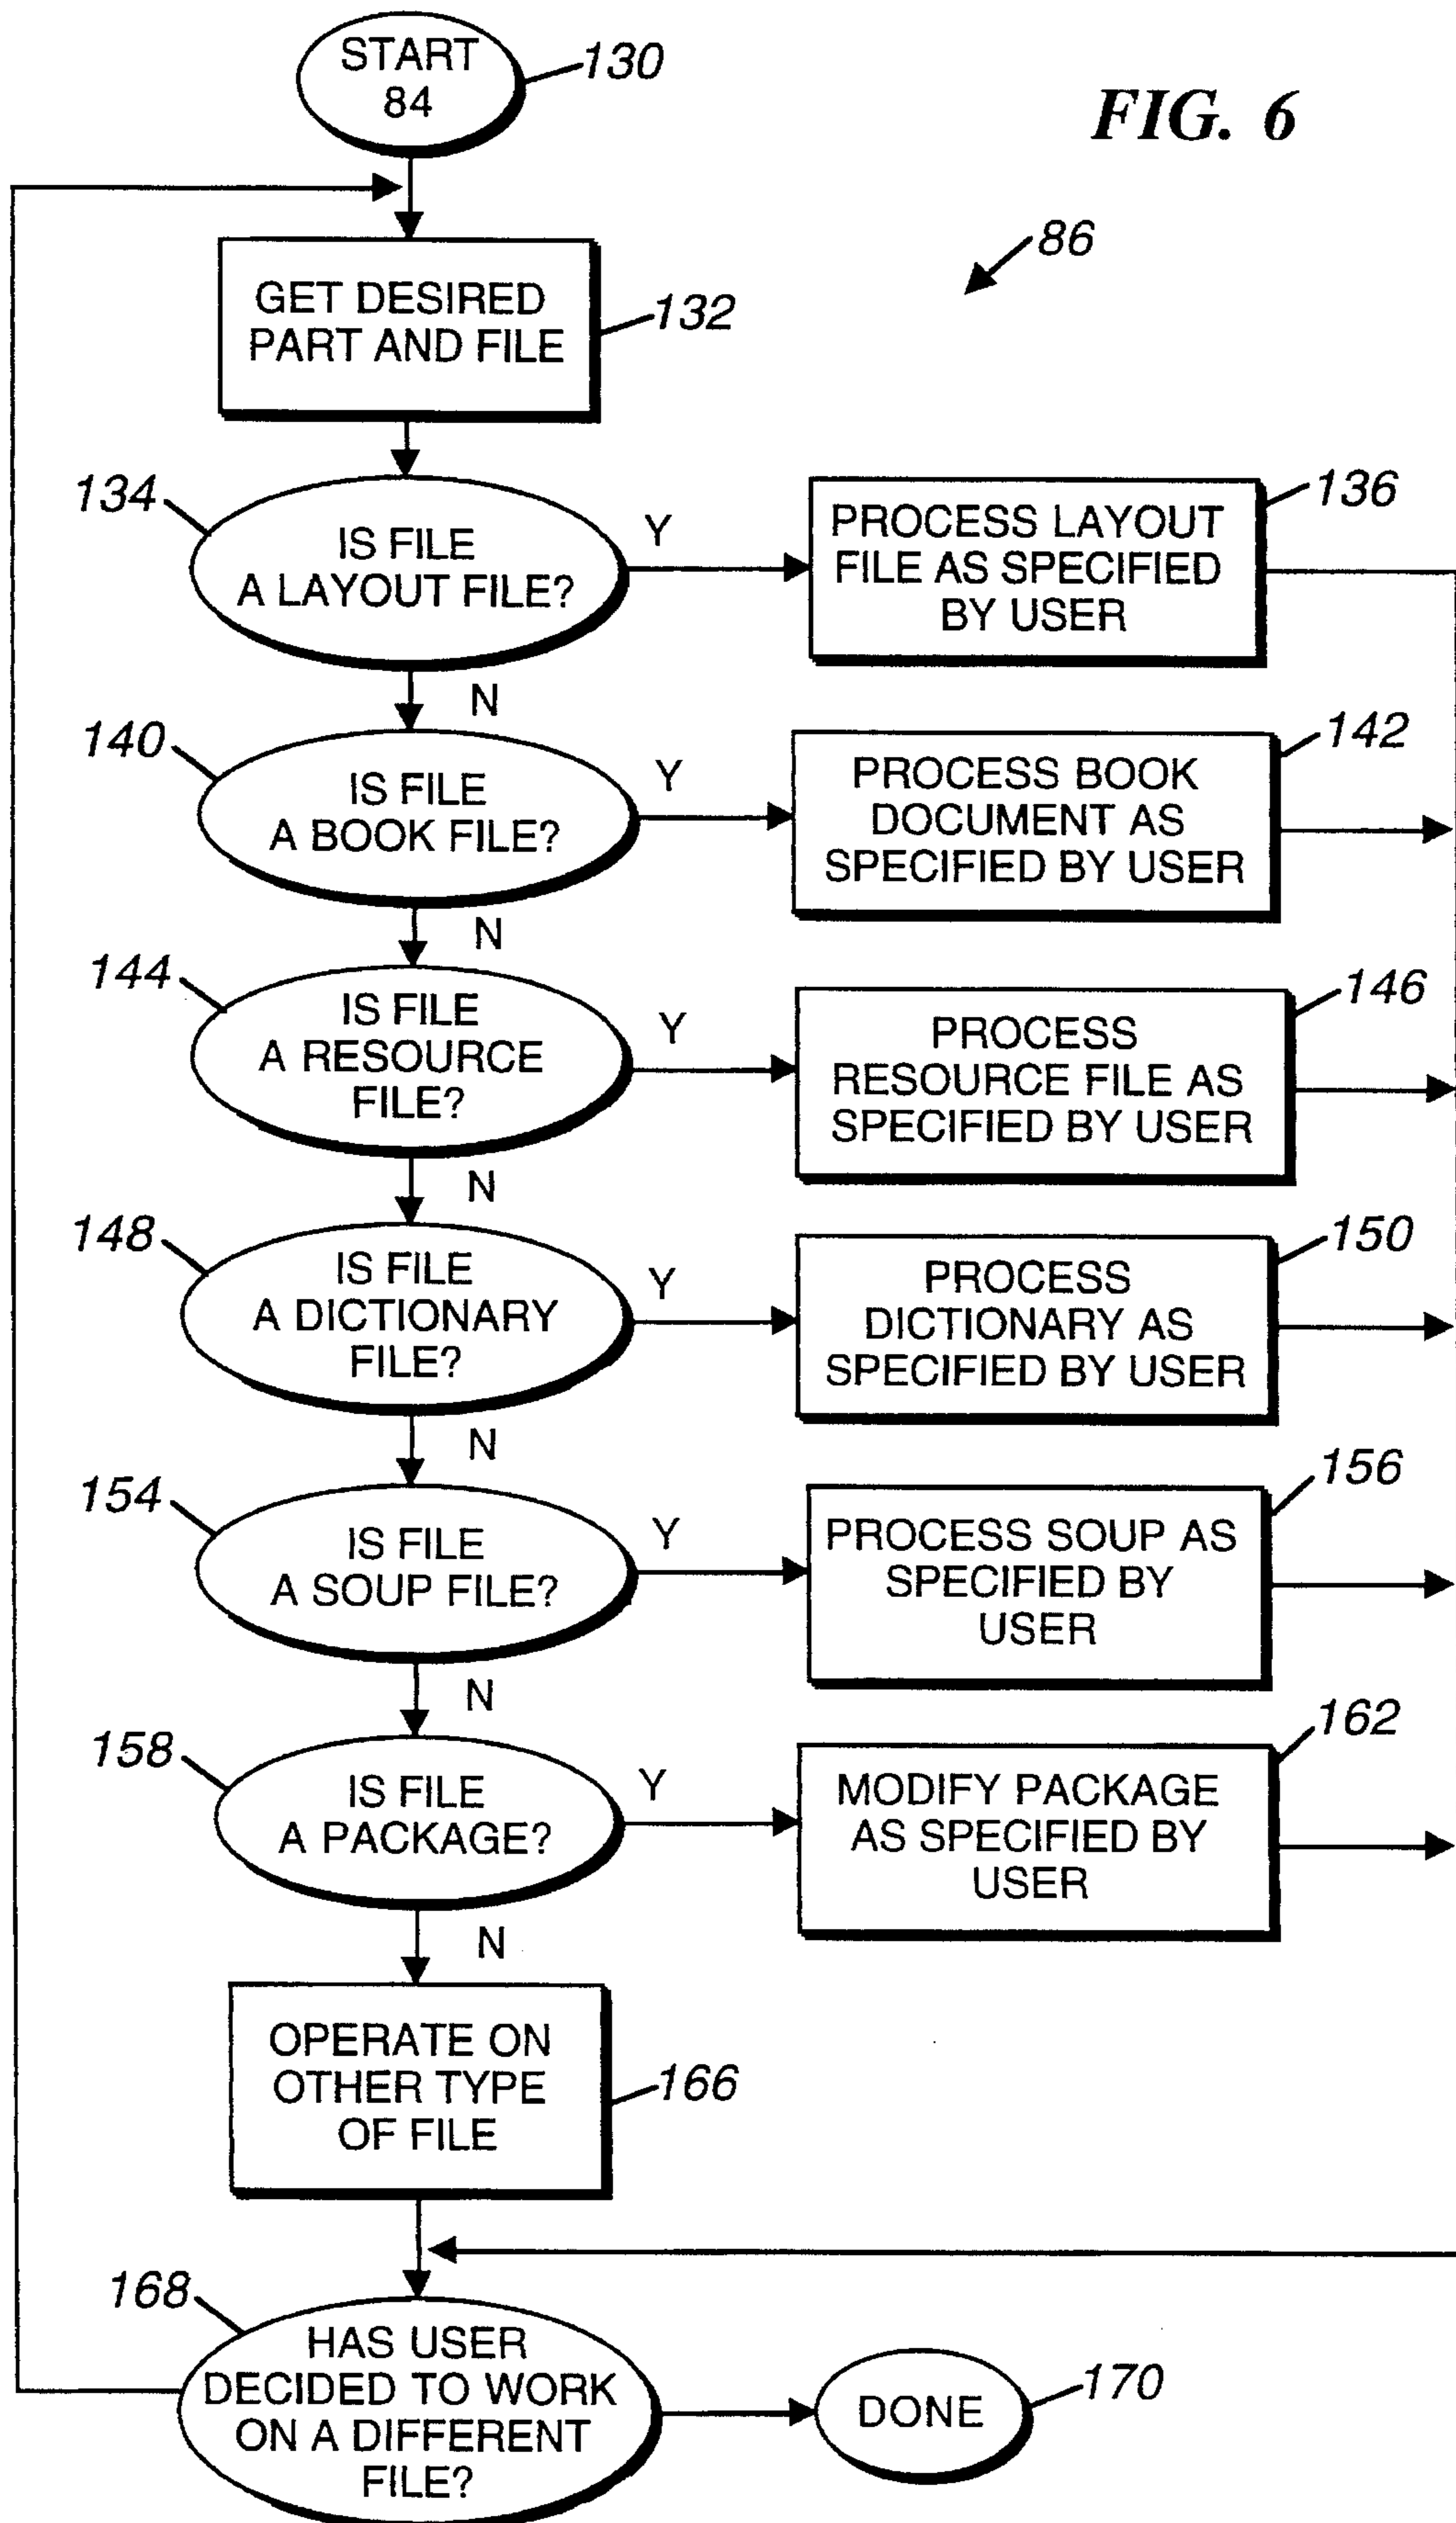 START
84
130
FIG. 6
86
GET DESIRED
PART AND FILE
132
134
IS FILE
A LAYOUT FILE?
Y
PROCESS LAYOUT
FILE AS SPECIFIED
BY USER
136
N
140
IS FILE
A BOOK FILE?
Y
PROCESS BOOK
DOCUMENT AS
SPECIFIED BY USER
142
N
144
IS FILE
A RESOURCE
FILE?
Y
PROCESS
RESOURCE FILE AS
SPECIFIED BY USER
146
N
148
IS FILE
A DICTIONARY
FILE?
Y
PROCESS
DICTIONARY AS
SPECIFIED BY USER
150
N
154
IS FILE
A SOUP FILE?
Y
PROCESS SOUP AS
SPECIFIED BY
USER
156
N
158
IS FILE
A PACKAGE?
Y
MODIFY PACKAGE
AS SPECIFIED BY
USER
162
N
OPERATE ON
OTHER TYPE
OF FILE
166
168
HAS USER
DECIDED TO WORK
ON A DIFFERENT
FILE?
DONE
170